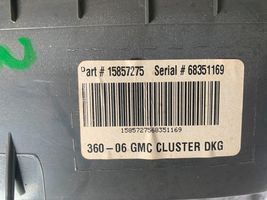 Part # 15857275 Serial # 68351169
1585727568351169
360-06 GMC CLUSTER DKG